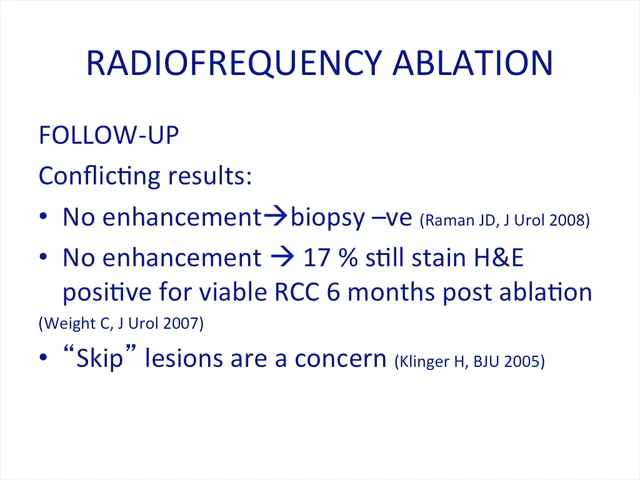 RADIOFREQUENCY ABLATION
FOLLOW-UP
Conflicting results:
• No enhancement→biopsy –ve (Raman JD, J Urol 2008)
• No enhancement → 17 % still stain H&E
positive for viable RCC 6 months post ablation
(Weight C, J Urol 2007)
• “Skip” lesions are a concern (Klinger H, BJU 2005)